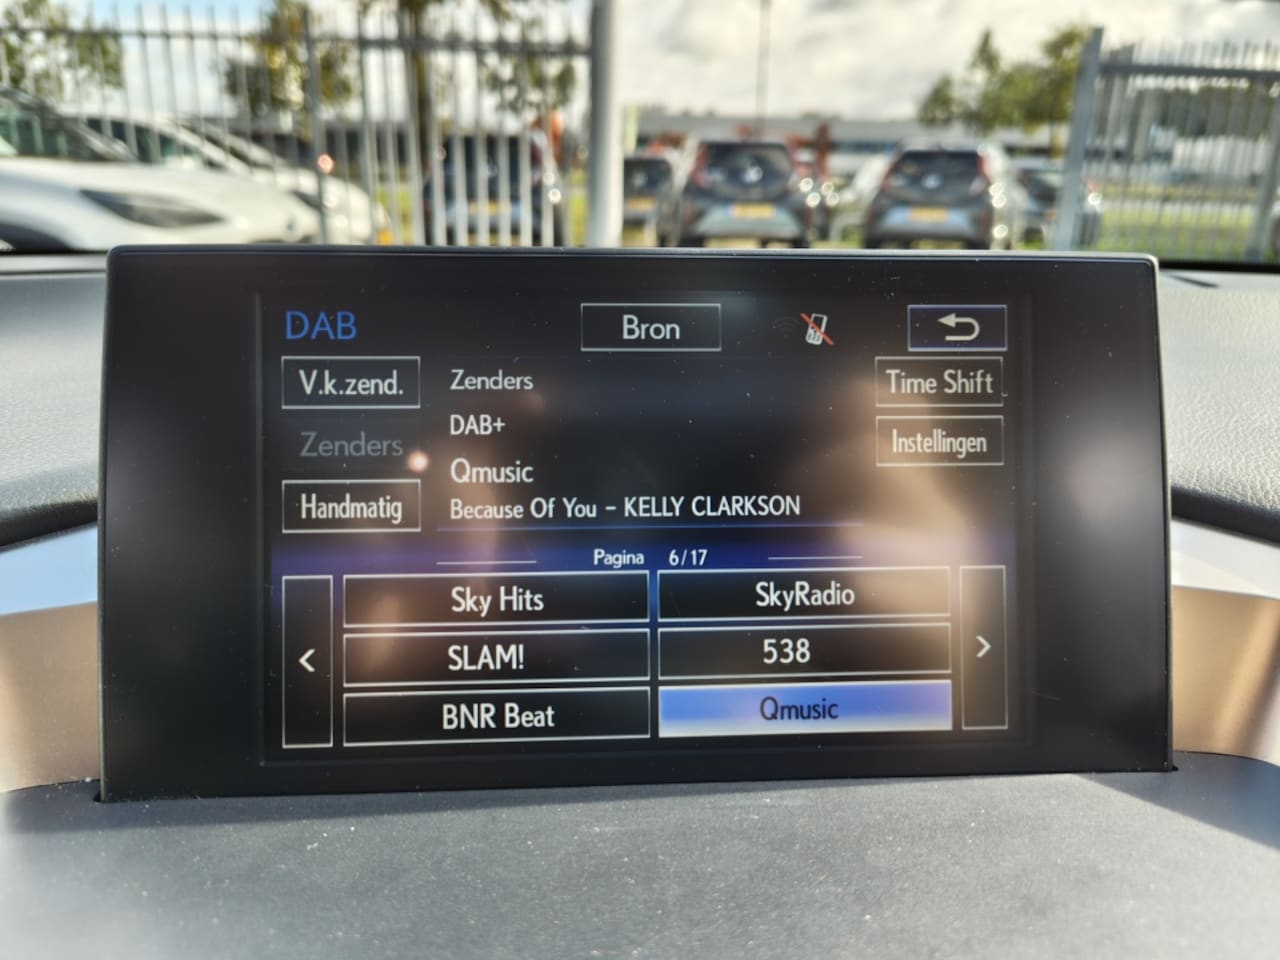 DAB
Bron
V.k.zend.
Zenders
Time Shift
DAB+
Zenders
Instellingen
Qmusic
Handmatig
Because Of You - KELLY CLARKSON
Pagina 6/17
<
Sky Hits
SkyRadio
>
SLAM!
538
BNR Beat
Qmusic